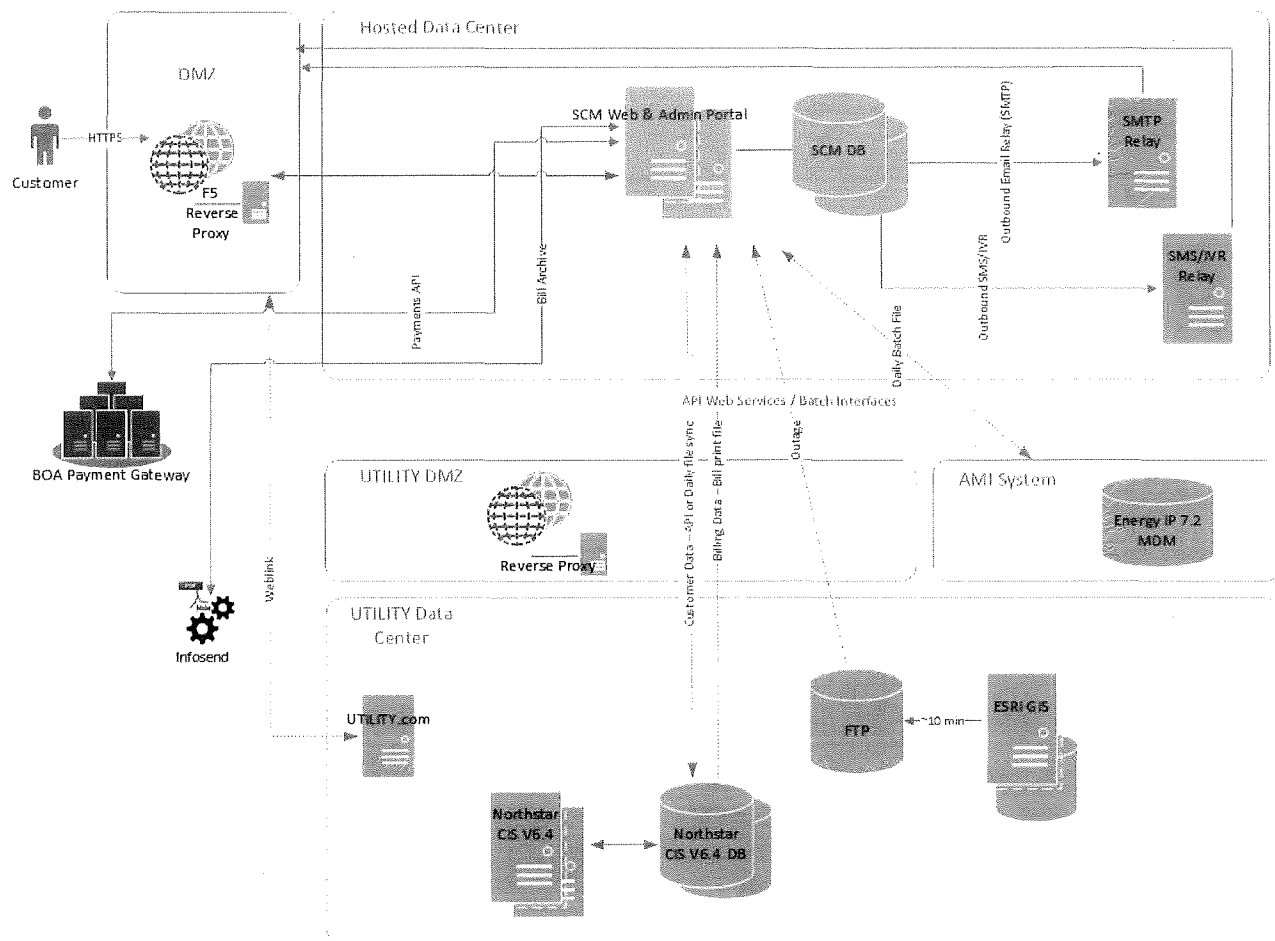 Hosted Data Center
DMZ
SCM Web & Admin Portal
SCM DB
SMTP
Relay
Outbound Email Relay (SMTP)
HTTPS
Customer
F5
Reverse
Proxy
Bill Archive
Payments API
Outbound SMS/IVR
SMS/IVR
Relay
Daily Batch File
API Web Services / Batch Interfaces
BOA Payment Gateway
Customer Data – API or Daily file sync
Billing Data – Bill print file
Outage
UTILITY DMZ
Reverse Proxy
AMI System
Energy IP 7.2
MDM
Weblink
Infosend
UTILITY Data
Center
UTILITY.com
FTP
~10 min
ESRI GIS
Northstar
CIS V6.4
Northstar
CIS V6.4 DB